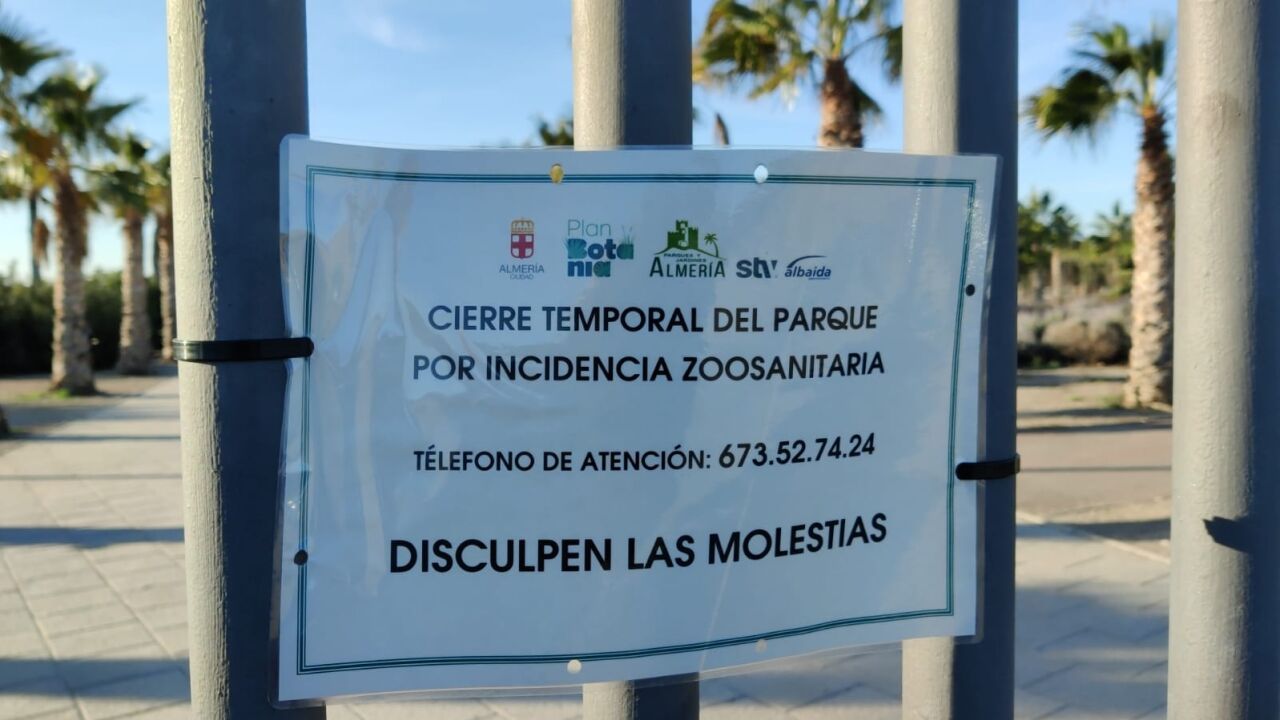 ALMERÍA
CIUDAD
Plan
Bota
nia
PARQUES Y
JARDINES
ALMERÍA
stv
albaida
CIERRE TEMPORAL DEL PARQUE
POR INCIDENCIA ZOOSANITARIA
TÉLEFONO DE ATENCIÓN: 673.52.74.24
DISCULPEN LAS MOLESTIAS